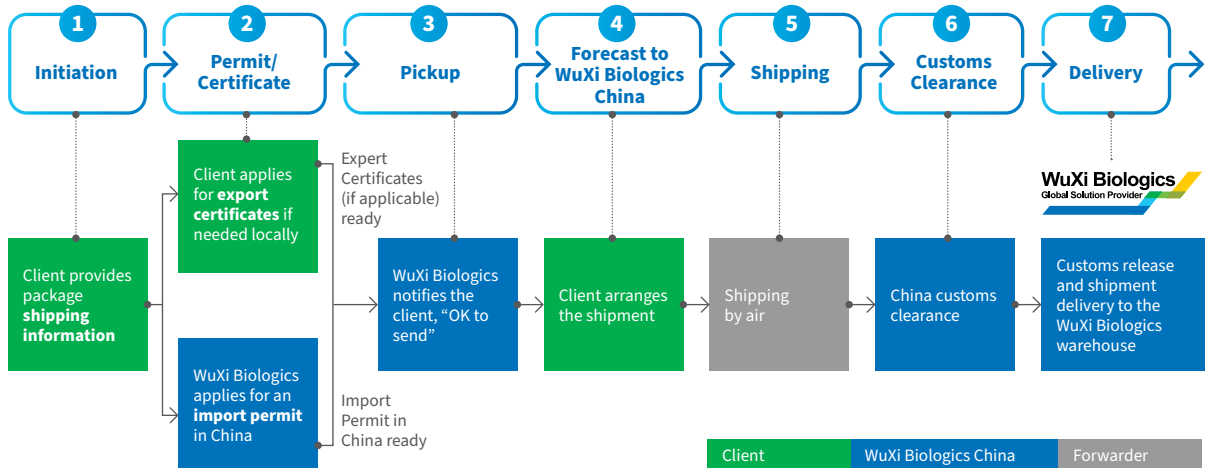 1
Initiation
2
Permit/
Certificate
3
Pickup
4
Forecast to
WuXi Biologics
China
5
Shipping
6
Customs
Clearance
7
Delivery
Client provides
package
shipping
information
Client applies
for export
certificates if
needed locally
WuXi Biologics
applies for an
import permit
in China
Expert
Certificates
(if applicable)
ready
Import
Permit in
China ready
WuXi Biologics
notifies the
client, “OK to
send”
Client arranges
the shipment
Shipping
by air
China customs
clearance
WuXi Biologics
Global Solution Provider
Customs release
and shipment
delivery to the
WuXi Biologics
warehouse
Client
WuXi Biologics China
Forwarder